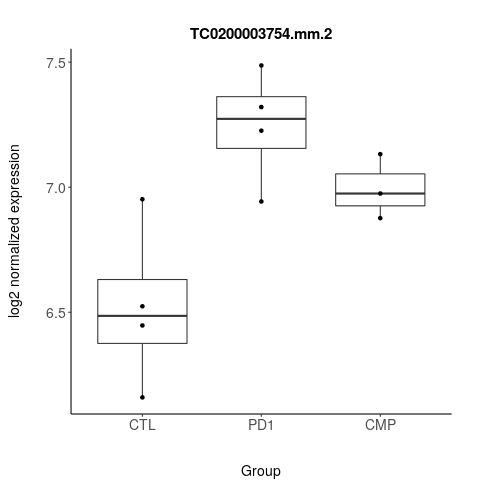 TC0200003754.mm.2
log2 normalized expression
7.5
7.0
6.5
CTL PD1 CMP
Group